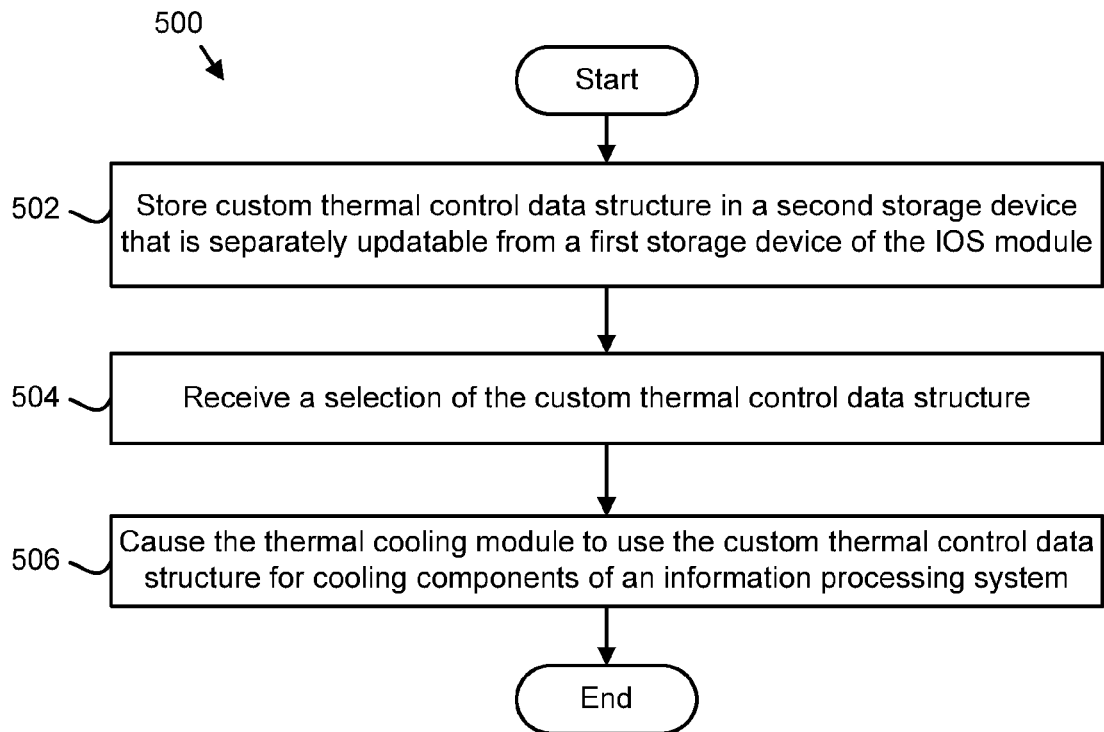 500
Start
502
Store custom thermal control data structure in a second storage device
that is separately updatable from a first storage device of the IOS module
504
Receive a selection of the custom thermal control data structure
506
Cause the thermal cooling module to use the custom thermal control data
structure for cooling components of an information processing system
End